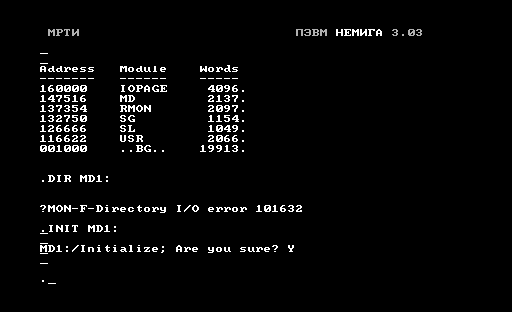 МРТИ ПЭВМ НЕМИГА 3.03
Address Module Words
------- ------ -----
160000 IOPAGE 4096.
147516 MD 2137.
137354 RMON 2097.
132750 SG 1154.
126666 SL 1049.
116622 USR 2066.
001000 ..BG.. 19913.
.DIR MD1:
?MON-F-Directory I/O error 101632
.INIT MD1:
MD1:/Initialize; Are you sure? Y
._